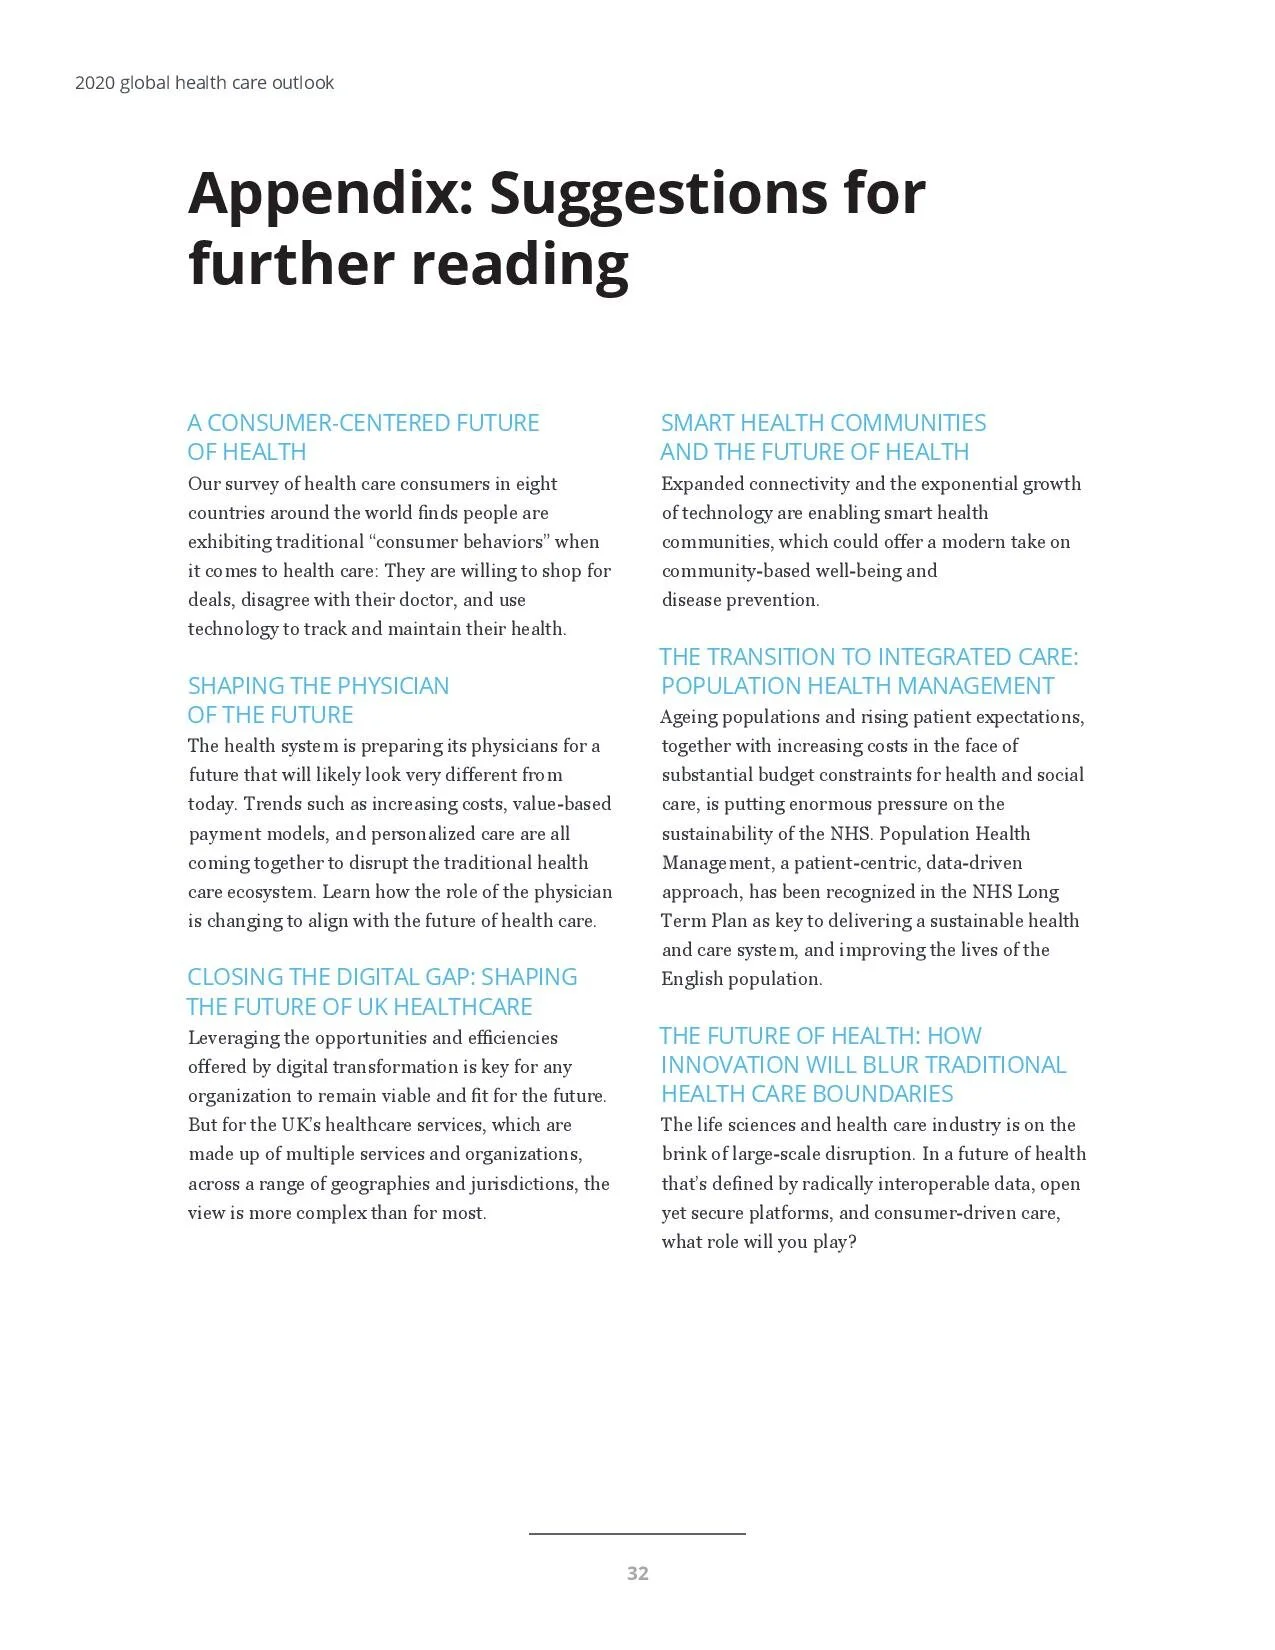 2020 global health care outlook
Appendix: Suggestions for
further reading
A CONSUMER-CENTERED FUTURE
OF HEALTH
Our survey of health care consumers in eight
countries around the world finds people are
exhibiting traditional “consumer behaviors” when
it comes to health care: They are willing to shop for
deals, disagree with their doctor, and use
technology to track and maintain their health.
SHAPING THE PHYSICIAN
OF THE FUTURE
The health system is preparing its physicians for a
future that will likely look very different from
today. Trends such as increasing costs, value-based
payment models, and personalized care are all
coming together to disrupt the traditional health
care ecosystem. Learn how the role of the physician
is changing to align with the future of health care.
CLOSING THE DIGITAL GAP: SHAPING
THE FUTURE OF UK HEALTHCARE
Leveraging the opportunities and efficiencies
offered by digital transformation is key for any
organization to remain viable and fit for the future.
But for the UK’s healthcare services, which are
made up of multiple services and organizations,
across a range of geographies and jurisdictions, the
view is more complex than for most.
SMART HEALTH COMMUNITIES
AND THE FUTURE OF HEALTH
Expanded connectivity and the exponential growth
of technology are enabling smart health
communities, which could offer a modern take on
community-based well-being and
disease prevention.
THE TRANSITION TO INTEGRATED CARE:
POPULATION HEALTH MANAGEMENT
Ageing populations and rising patient expectations,
together with increasing costs in the face of
substantial budget constraints for health and social
care, is putting enormous pressure on the
sustainability of the NHS. Population Health
Management, a patient-centric, data-driven
approach, has been recognized in the NHS Long
Term Plan as key to delivering a sustainable health
and care system, and improving the lives of the
English population.
THE FUTURE OF HEALTH: HOW
INNOVATION WILL BLUR TRADITIONAL
HEALTH CARE BOUNDARIES
The life sciences and health care industry is on the
brink of large-scale disruption. In a future of health
that’s defined by radically interoperable data, open
yet secure platforms, and consumer-driven care,
what role will you play?
32